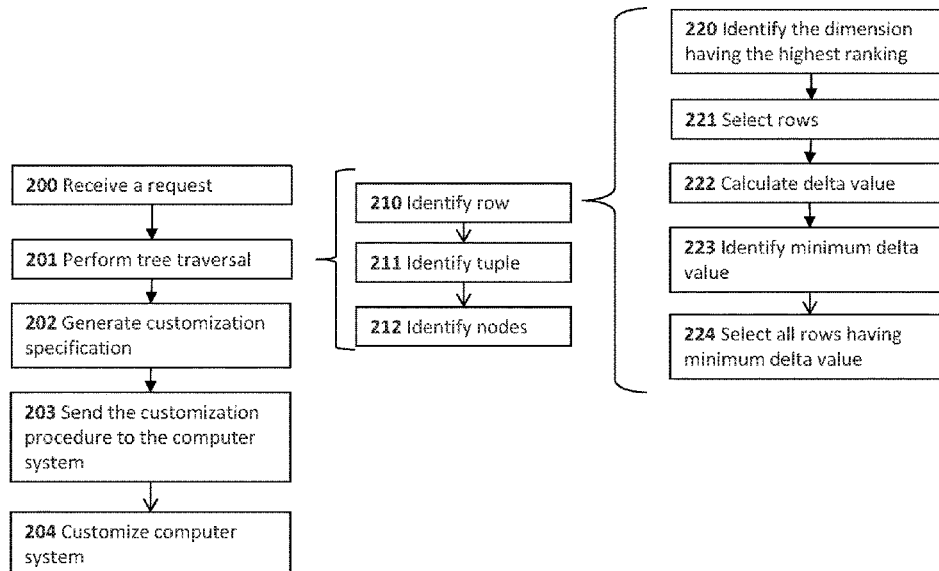 200 Receive a request
201 Perform tree traversal
202 Generate customization
specification
203 Send the customization
procedure to the computer
system
204 Customize computer
system
210 Identify row
211 Identify tuple
212 Identify nodes
220 Identify the dimension
having the highest ranking
221 Select rows
222 Calculate delta value
223 Identify minimum delta
value
224 Select all rows having
minimum delta value